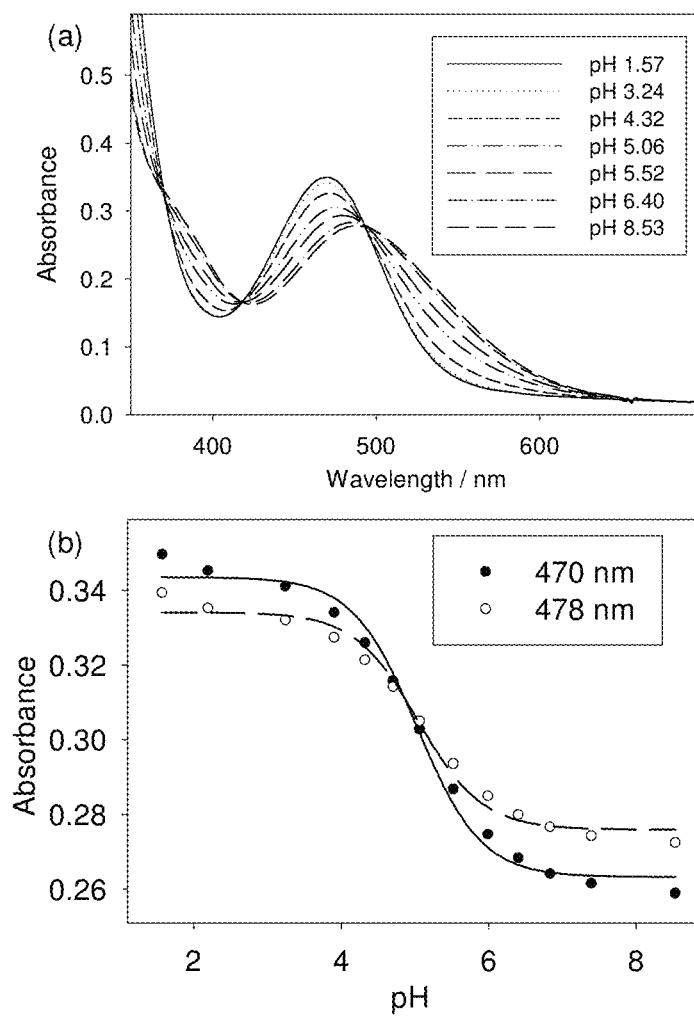 (a)
0.5
0.4
0.3
0.2
0.1
0.0
Absorbance
pH 1.57
pH 3.24
pH 4.32
pH 5.06
pH 5.52
pH 6.40
pH 8.53
400 500 600
Wavelength / nm
(b)
470 nm
478 nm
0.34
0.32
0.30
0.28
0.26
Absorbance
2 4 6 8
pH